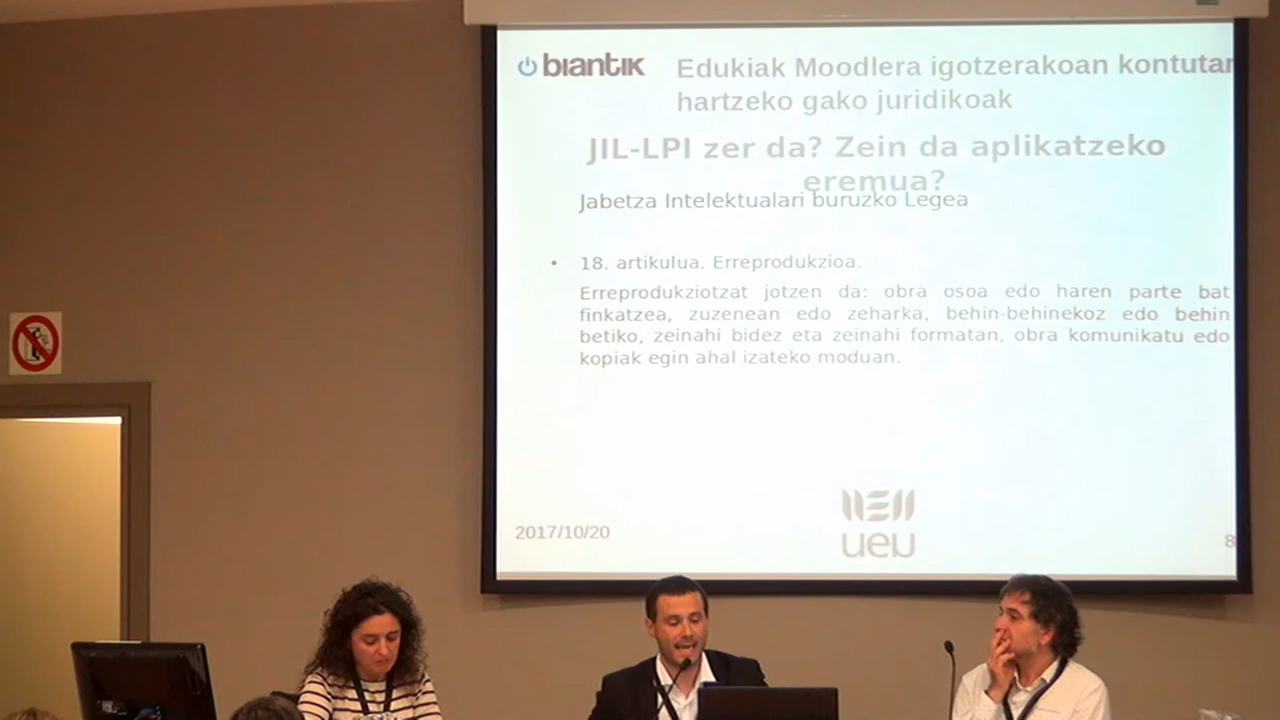 biantik
Edukiak Moodlera igotzerakoan kontutan
hartzeko gako juridikoak
JIL-LPI zer da? Zein da aplikatzeko
eremua?
Jabetza Intelektualari buruzko Legea
• 18. artikulua. Erreprodukzioa.
Erreprodukziotzat jotzen da: obra osoa edo haren parte bat
finkatzea, zuzenean edo zeharka, behin-behinekoz edo behin
betiko, zeinahi bidez eta zeinahi formatan, obra komunikatu edo
kopiak egin ahal izateko moduan.
2017/10/20
ueu
8